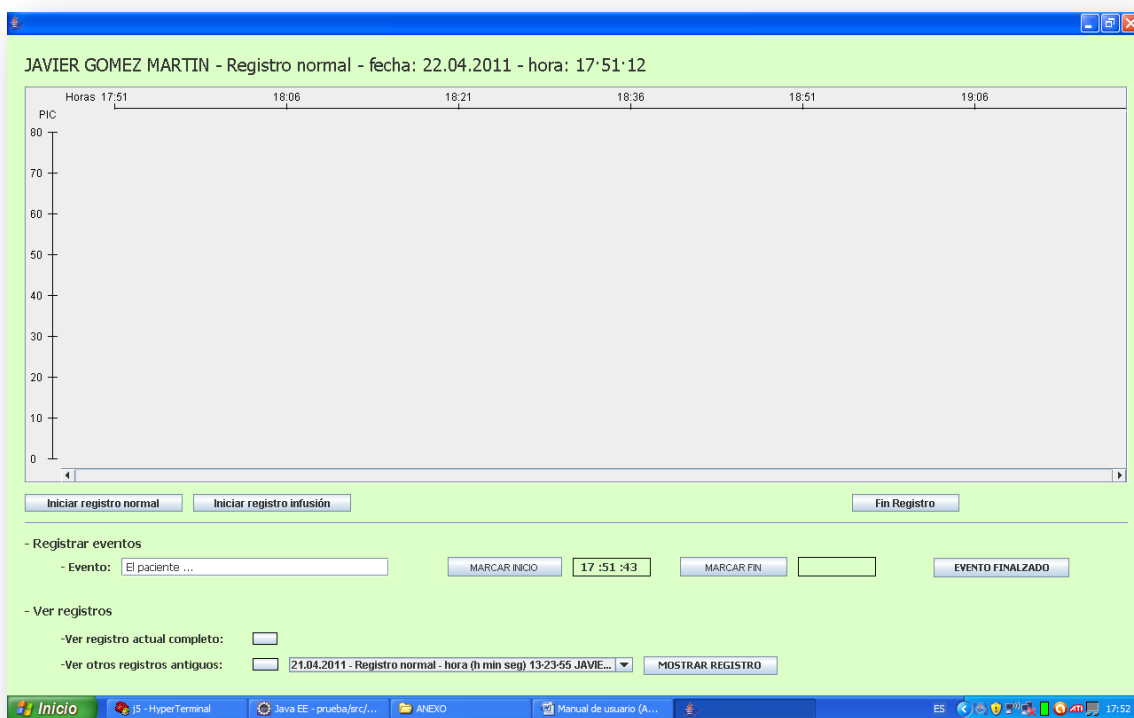 JAVIER GOMEZ MARTIN - Registro normal - fecha: 22.04.2011 - hora: 17·51·12
Horas 17:51 18:06 18:21 18:36 18:51 19:06
PIC
80
70
60
50
40
30
20
10
0
Iniciar registro normal Iniciar registro infusión Fin Registro
- Registrar eventos
- Evento: El paciente ... MARCAR INICIO 17 :51 :43 MARCAR FIN EVENTO FINALZADO
- Ver registros
-Ver registro actual completo:
-Ver otros registros antiguos: 21.04.2011 - Registro normal - hora (h min seg) 13-23-55 JAVIE... MOSTRAR REGISTRO
Inicio j5 - HyperTerminal Java EE - prueba/src/... ANEXO Manual de usuario (A... ES ATI 17:52